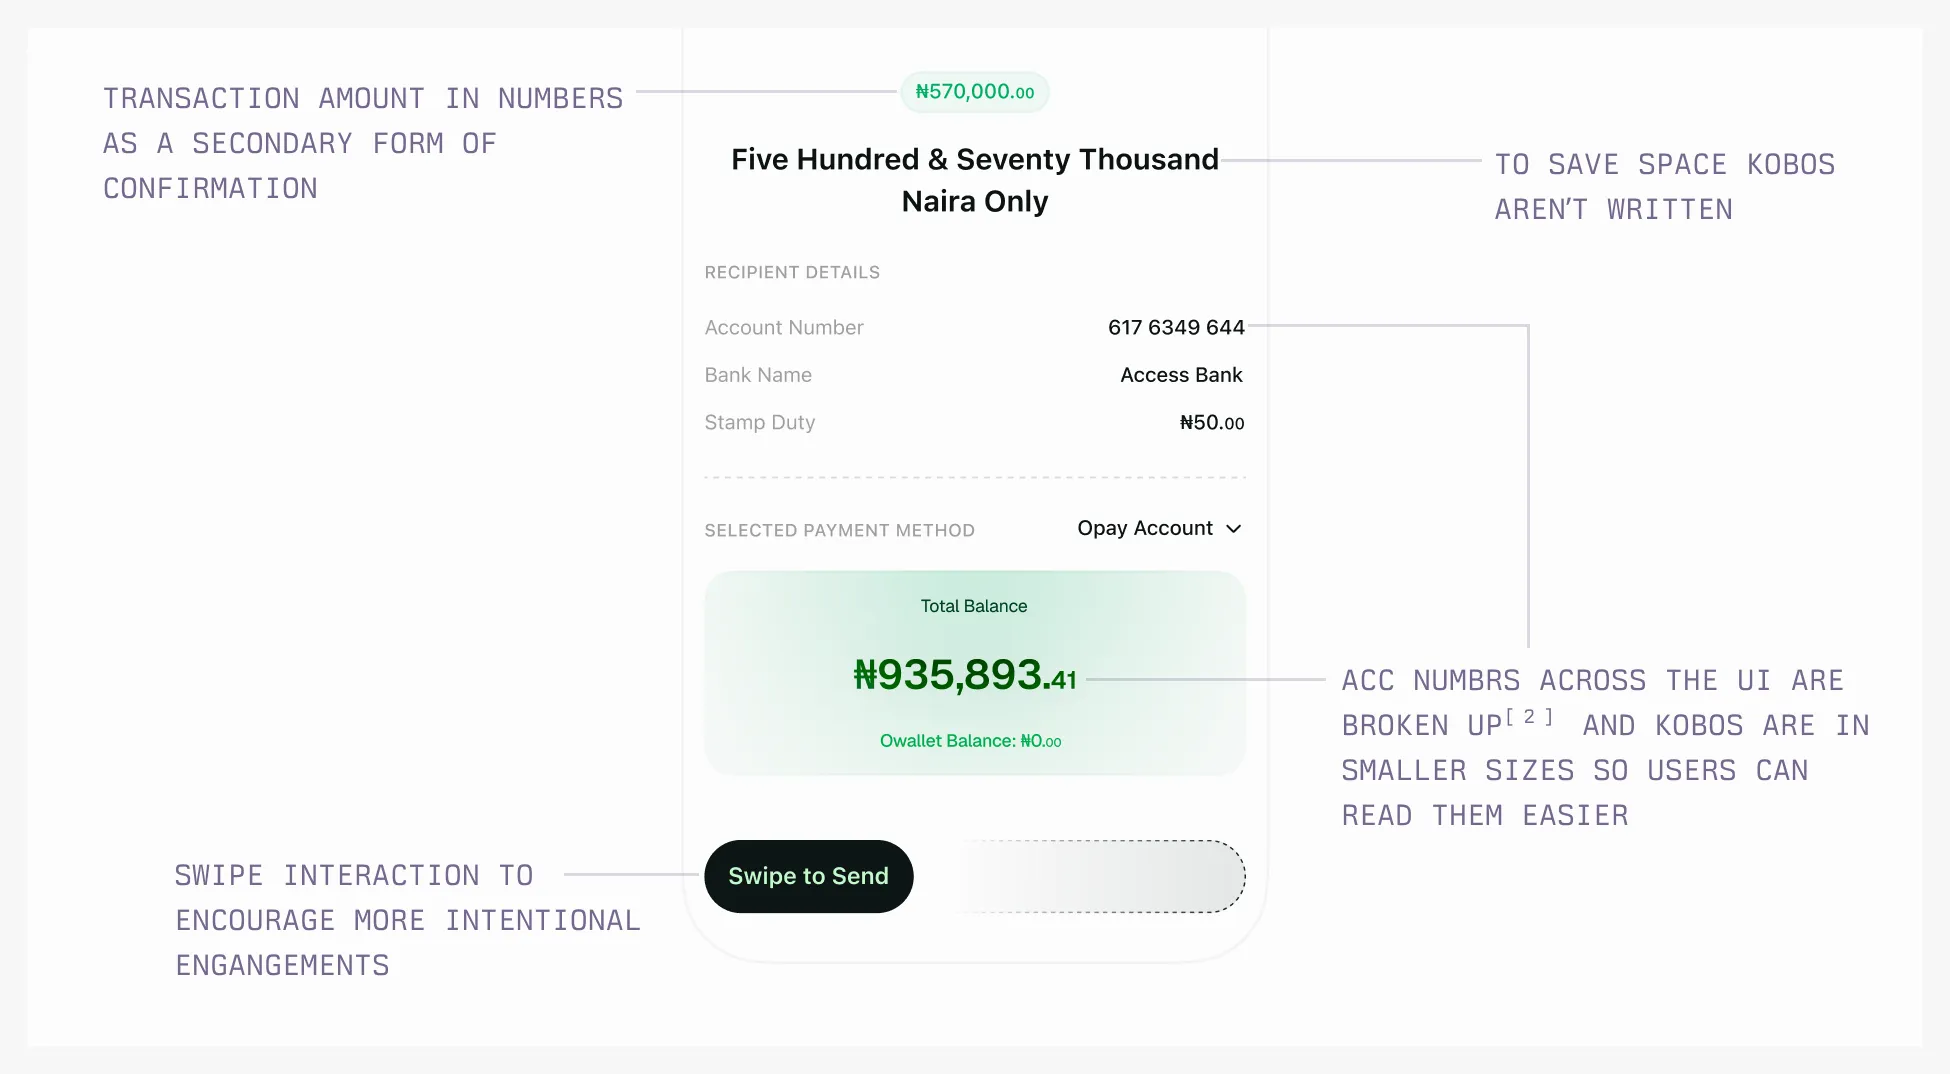 TRANSACTION AMOUNT IN NUMBERS
AS A SECONDARY FORM OF
CONFIRMATION
₦570,000.00
Five Hundred & Seventy Thousand
Naira Only
TO SAVE SPACE KOBOS
AREN'T WRITTEN
RECIPIENT DETAILS
Account Number 617 6349 644
Bank Name Access Bank
Stamp Duty ₦50.00
SELECTED PAYMENT METHOD Opay Account
Total Balance
₦935,893.41
Owallet Balance: ₦0.00
ACC NUMBRS ACROSS THE UI ARE
BROKEN UP[2] AND KOBOS ARE IN
SMALLER SIZES SO USERS CAN
READ THEM EASIER
Swipe to Send
SWIPE INTERACTION TO
ENCOURAGE MORE INTENTIONAL
ENGANGEMENTS